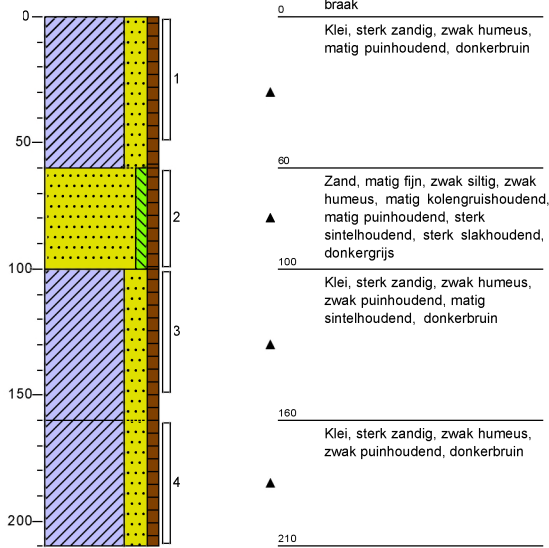 braak
0
0
Klei, sterk zandig, zwak humeus,
matig puinhoudend, donkerbruin
1
50
60
Zand, matig fijn, zwak siltig, zwak
humeus, matig kolengruishoudend,
matig puinhoudend, sterk
sintelhoudend, sterk slakhoudend,
donkergrijs
2
100
100
Klei, sterk zandig, zwak humeus,
zwak puinhoudend, matig
sintelhoudend, donkerbruin
3
150
160
Klei, sterk zandig, zwak humeus,
zwak puinhoudend, donkerbruin
4
200
210